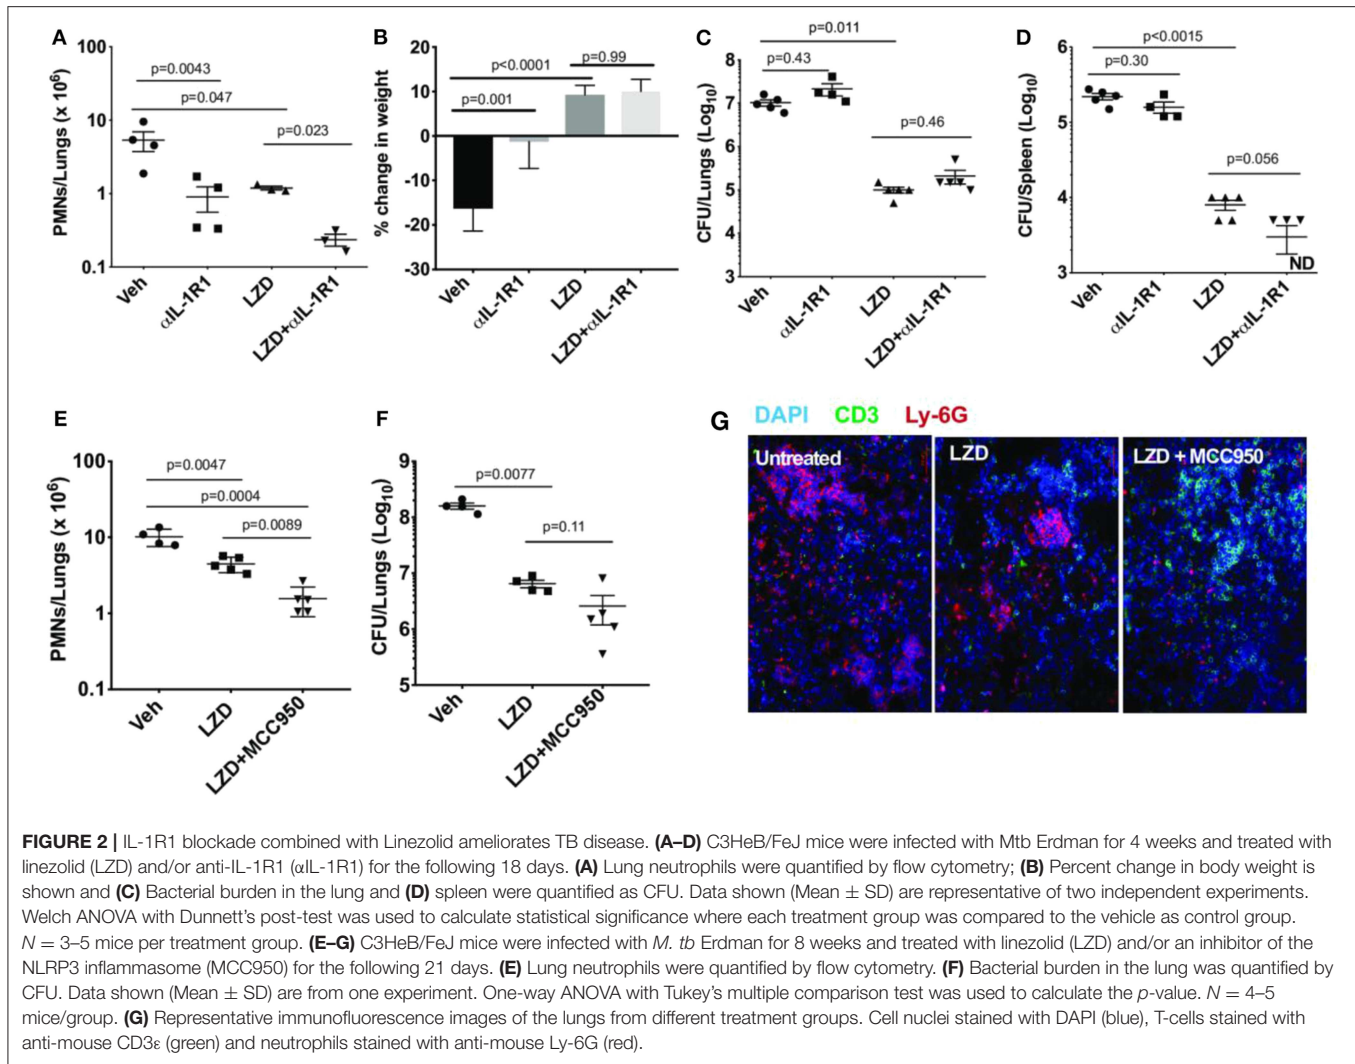 A
PMNs/Lungs (x 10⁶)
100
10
1
0.1
p=0.0043
p=0.047
p=0.023
Veh
αIL-1R1
LZD
LZD+αIL-1R1
B
% change in weight
20
10
0
-10
-20
-30
p=0.99
p<0.0001
p=0.001
Veh
αIL-1R1
LZD
LZD+αIL-1R1
C
CFU/Lungs (Log₁₀)
8
7
6
5
4
3
p=0.011
p=0.43
p=0.46
Veh
αIL-1R1
LZD
LZD+αIL-1R1
D
CFU/Spleen (Log₁₀)
6
5
4
3
p<0.0015
p=0.30
p=0.056
ND
Veh
αIL-1R1
LZD
LZD+αIL-1R1
E
PMNs/Lungs (x 10⁶)
100
10
1
0.1
p=0.0047
p=0.0004
p=0.0089
Veh
LZD
LZD+MCC950
F
CFU/Lungs (Log₁₀)
9
8
7
6
5
p=0.0077
p=0.11
Veh
LZD
LZD+MCC950
G
DAPI CD3 Ly-6G
Untreated
LZD
LZD + MCC950
FIGURE 2 | IL-1R1 blockade combined with Linezolid ameliorates TB disease. (A–D) C3HeB/FeJ mice were infected with Mtb Erdman for 4 weeks and treated with
linezolid (LZD) and/or anti-IL-1R1 (αIL-1R1) for the following 18 days. (A) Lung neutrophils were quantified by flow cytometry; (B) Percent change in body weight is
shown and (C) Bacterial burden in the lung and (D) spleen were quantified as CFU. Data shown (Mean ± SD) are representative of two independent experiments.
Welch ANOVA with Dunnett's post-test was used to calculate statistical significance where each treatment group was compared to the vehicle as control group.
N = 3–5 mice per treatment group. (E–G) C3HeB/FeJ mice were infected with M. tb Erdman for 8 weeks and treated with linezolid (LZD) and/or an inhibitor of the
NLRP3 inflammasome (MCC950) for the following 21 days. (E) Lung neutrophils were quantified by flow cytometry. (F) Bacterial burden in the lung was quantified by
CFU. Data shown (Mean ± SD) are from one experiment. One-way ANOVA with Tukey's multiple comparison test was used to calculate the p-value. N = 4–5
mice/group. (G) Representative immunofluorescence images of the lungs from different treatment groups. Cell nuclei stained with DAPI (blue), T-cells stained with
anti-mouse CD3ε (green) and neutrophils stained with anti-mouse Ly-6G (red).